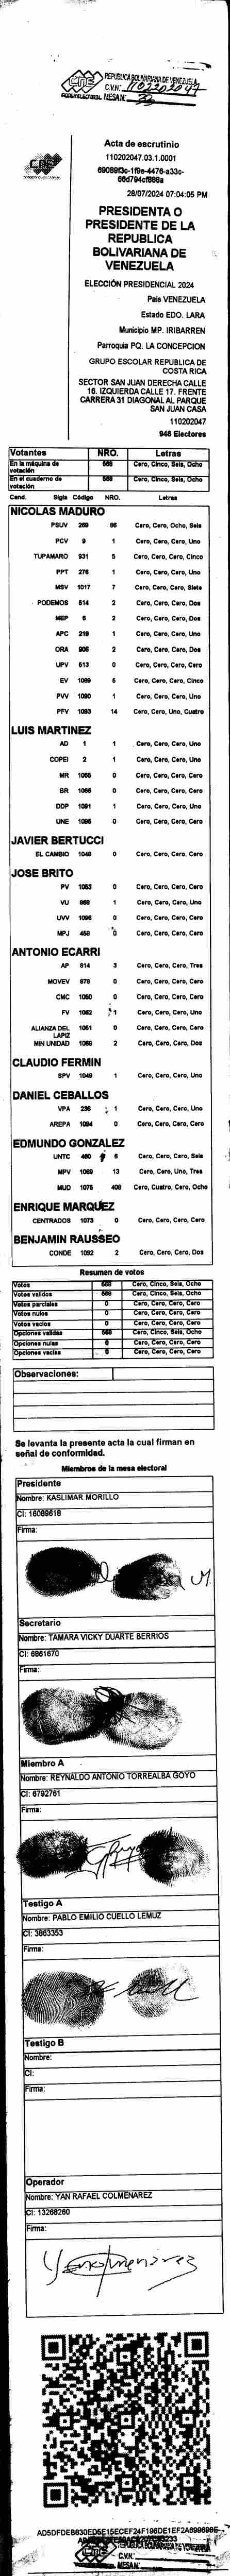 CNE
REPUBLICA BOLIVARIANA DE VENEZUELA
C.V.N: 110202047
PODER ELECTORAL MESA N:
CNE
Acta de escrutinio
110202047.03.1.0001
28/07/2024 07:04:05 PM
PRESIDENTA O
PRESIDENTE DE LA
REPUBLICA
BOLIVARIANA DE
VENEZUELA
ELECCIÓN PRESIDENCIAL 2024
País VENEZUELA
Estado EDO. LARA
Municipio MP. IRIBARREN
Parroquia PQ. LA CONCEPCION
GRUPO ESCOLAR REPUBLICA DE
COSTA RICA
SECTOR SAN JUAN DERECHA CALLE
16. IZQUIERDA CALLE 17. FRENTE
CARRERA 31 DIAGONAL AL PARQUE
SAN JUAN CASA
110202047
946 Electores
Votantes NRO. Letras
En la máquina de votación 568 Cero, Cinco, Seis, Ocho
En el cuaderno de votación 568 Cero, Cinco, Seis, Ocho
Cand. Sigla Código NRO. Letras
NICOLAS MADURO
PSUV 269 86 Cero, Cero, Ocho, Seis
PCV 9 1 Cero, Cero, Cero, Uno
TUPAMARO 931 5 Cero, Cero, Cero, Cinco
PPT 276 1 Cero, Cero, Cero, Uno
MSV 1017 7 Cero, Cero, Cero, Siete
PODEMOS 514 2 Cero, Cero, Cero, Dos
MEP 6 2 Cero, Cero, Cero, Dos
APC 219 1 Cero, Cero, Cero, Uno
ORA 906 2 Cero, Cero, Cero, Dos
UPV 613 0 Cero, Cero, Cero, Cero
EV 1069 5 Cero, Cero, Cero, Cinco
PVV 1090 1 Cero, Cero, Cero, Uno
PFV 1093 14 Cero, Cero, Uno, Cuatro
LUIS MARTINEZ
AD 1 1 Cero, Cero, Cero, Uno
COPEI 2 1 Cero, Cero, Cero, Uno
MR 1065 0 Cero, Cero, Cero, Cero
BR 1066 0 Cero, Cero, Cero, Cero
DDP 1091 1 Cero, Cero, Cero, Uno
UNE 1095 0 Cero, Cero, Cero, Cero
JAVIER BERTUCCI
EL CAMBIO 1049 0 Cero, Cero, Cero, Cero
JOSE BRITO
PV 1053 0 Cero, Cero, Cero, Cero
VU 968 1 Cero, Cero, Cero, Uno
UVV 1096 0 Cero, Cero, Cero, Cero
MPJ 459 0 Cero, Cero, Cero, Cero
ANTONIO ECARRI
AP 814 3 Cero, Cero, Cero, Tres
MOVEV 878 0 Cero, Cero, Cero, Cero
CMC 1050 0 Cero, Cero, Cero, Cero
FV 1082 1 Cero, Cero, Cero, Uno
ALIANZA DEL LAPIZ 1051 0 Cero, Cero, Cero, Cero
MIN UNIDAD 1056 2 Cero, Cero, Cero, Dos
CLAUDIO FERMIN
SPV 1049 1 Cero, Cero, Cero, Uno
DANIEL CEBALLOS
VPA 236 1 Cero, Cero, Cero, Uno
AREPA 1094 0 Cero, Cero, Cero, Cero
EDMUNDO GONZALEZ
UNTC 460 6 Cero, Cero, Cero, Seis
MPV 1069 13 Cero, Cero, Uno, Tres
MUD 1075 408 Cero, Cuatro, Cero, Ocho
ENRIQUE MARQUEZ
CENTRADOS 1073 0 Cero, Cero, Cero, Cero
BENJAMIN RAUSSEO
CONDE 1092 2 Cero, Cero, Cero, Dos
Resumen de votos
Votos 568 Cero, Cinco, Seis, Ocho
Votos validos 568 Cero, Cinco, Seis, Ocho
Votos parciales 0 Cero, Cero, Cero, Cero
Votos nulos 0 Cero, Cero, Cero, Cero
Votos vacios 0 Cero, Cero, Cero, Cero
Opciones validas 568 Cero, Cinco, Seis, Ocho
Opciones nulas 0 Cero, Cero, Cero, Cero
Opciones vacias 0 Cero, Cero, Cero, Cero
Observaciones:
Se levanta la presente acta la cual firman en
señal de conformidad.
Miembros de la mesa electoral
Presidente
Nombre: KASLIMAR MORILLO
CI: 16089618
Firma:
Secretario
Nombre: TAMARA VICKY DUARTE BERRIOS
CI: 6861670
Firma:
Miembro A
Nombre: REYNALDO ANTONIO TORREALBA GOYO
CI: 6792761
Firma:
Testigo A
Nombre: PABLO EMILIO CUELLO LEMUZ
CI: 3863353
Firma:
Testigo B
Nombre:
CI:
Firma:
Operador
Nombre: YAN RAFAEL COLMENAREZ
CI: 13268260
Firma:
CNE
REPUBLICA BOLIVARIANA DE VENEZUELA
C.V.N:
MESA N: